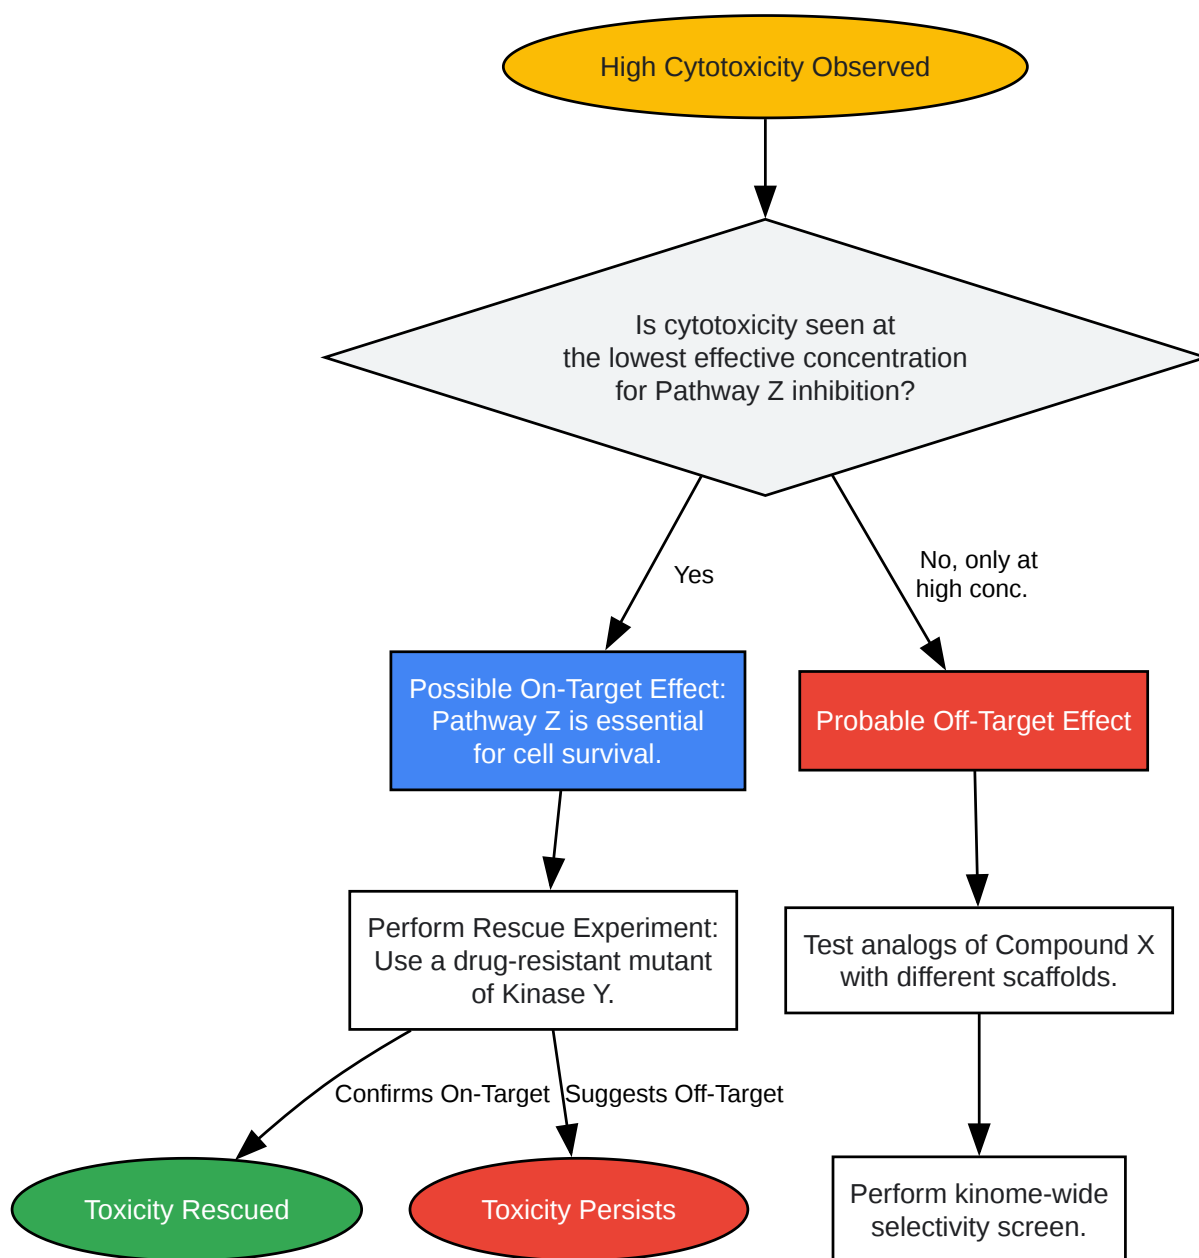 High Cytotoxicity Observed
Is cytotoxicity seen at
the lowest effective concentration
for Pathway Z inhibition?
Yes
No, only at
high conc.
Possible On-Target Effect:
Pathway Z is essential
for cell survival.
Probable Off-Target Effect
Perform Rescue Experiment:
Use a drug-resistant mutant
of Kinase Y.
Test analogs of Compound X
with different scaffolds.
Confirms On-Target
Suggests Off-Target
Toxicity Rescued
Toxicity Persists
Perform kinome-wide
selectivity screen.